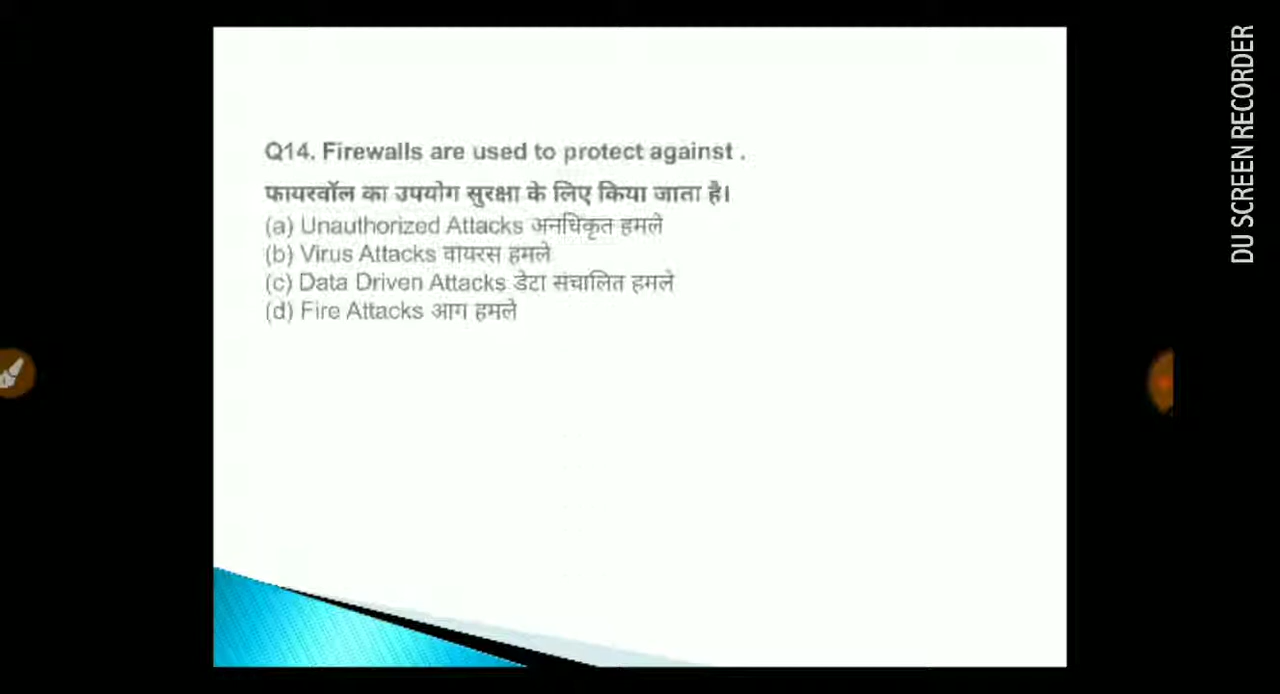 Q14. Firewalls are used to protect against .
फायरवॉल का उपयोग सुरक्षा के लिए किया जाता है।
(a) Unauthorized Attacks अनधिकृत हमले
(b) Virus Attacks वायरस हमले
(c) Data Driven Attacks डेटा संचालित हमले
(d) Fire Attacks आग हमले
DU SCREEN RECORDER